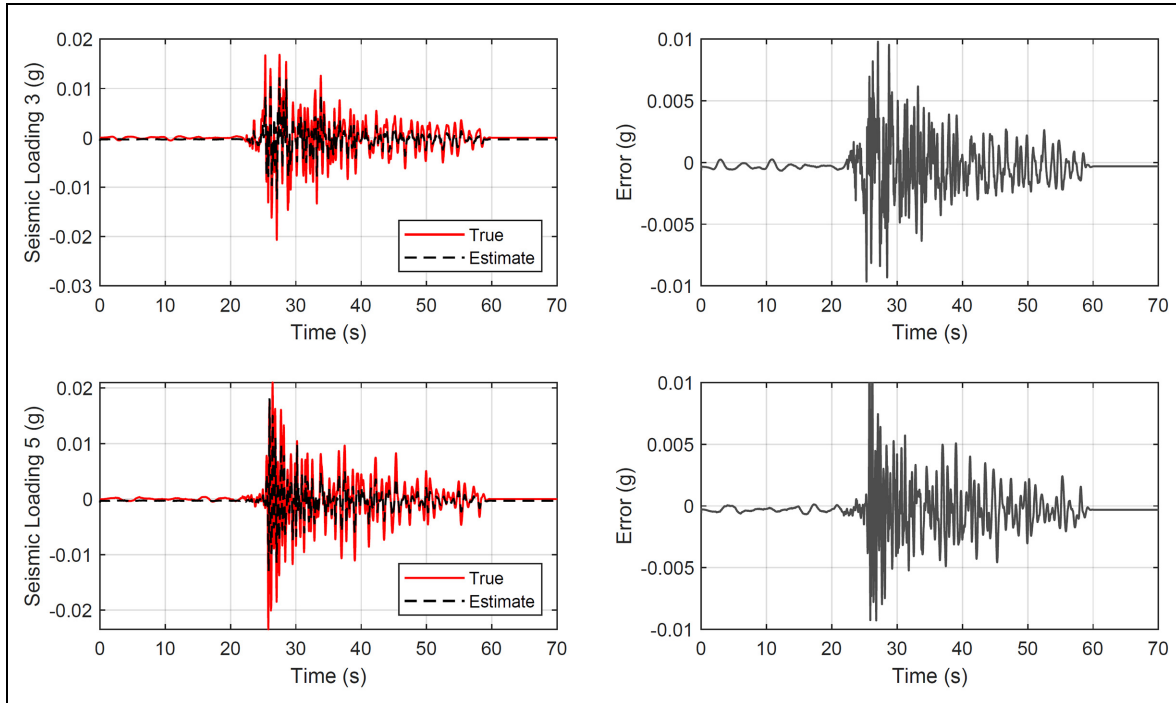 0.02
0.01
0
-0.01
-0.02
-0.03
Seismic Loading 3 (g)
True
Estimate
0 10 20 30 40 50 60 70
Time (s)
0.01
0.005
0
-0.005
-0.01
Error (g)
0 10 20 30 40 50 60 70
Time (s)
0.02
0.01
0
-0.01
-0.02
Seismic Loading 5 (g)
True
Estimate
0 10 20 30 40 50 60 70
Time (s)
0.01
0.005
0
-0.005
-0.01
Error (g)
0 10 20 30 40 50 60 70
Time (s)